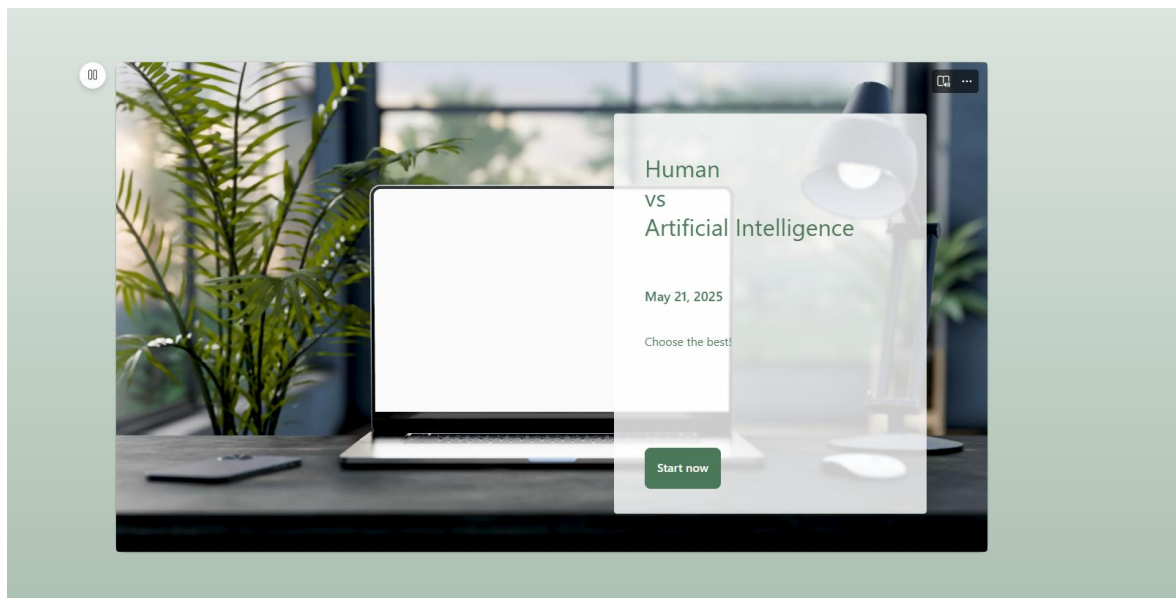 Human
vs
Artificial Intelligence
May 21, 2025
Choose the best!
Start now